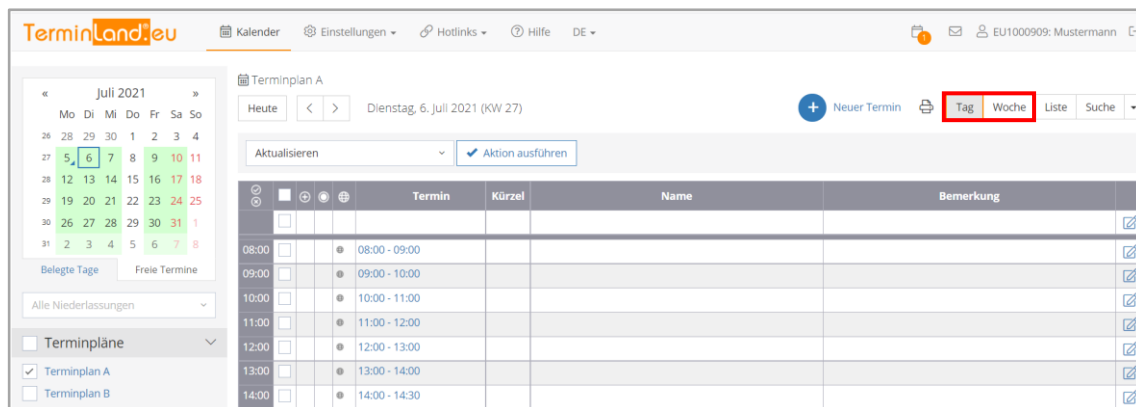 TerminLand.eu
Kalender Einstellungen Hotlinks Hilfe DE 1 EU1000909: Mustermann
« Juli 2021 »
Mo Di Mi Do Fr Sa So
26 28 29 30 1 2 3 4
27 5 6 7 8 9 10 11
28 12 13 14 15 16 17 18
29 19 20 21 22 23 24 25
30 26 27 28 29 30 31 1
31 2 3 4 5 6 7 8
Belegte Tage Freie Termine
Alle Niederlassungen
Terminpläne
Terminplan A
Terminplan B
Terminplan A
Heute < > Dienstag, 6. Juli 2021 (KW 27) Neuer Termin Tag Woche Liste Suche
Aktualisieren Aktion ausführen
Termin Kürzel Name Bemerkung
08:00 08:00 - 09:00
09:00 09:00 - 10:00
10:00 10:00 - 11:00
11:00 11:00 - 12:00
12:00 12:00 - 13:00
13:00 13:00 - 14:00
14:00 14:00 - 14:30